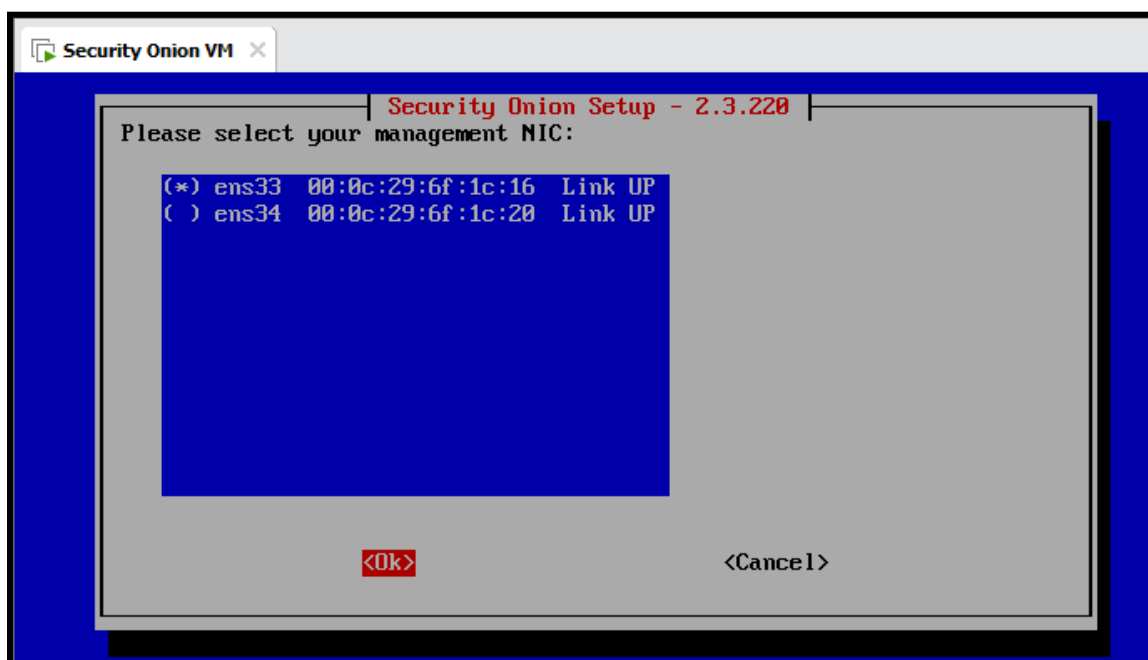 Security Onion VM
Security Onion Setup - 2.3.220
Please select your management NIC:
(*) ens33 00:0c:29:6f:1c:16 Link UP
( ) ens34 00:0c:29:6f:1c:20 Link UP
<Ok> <Cancel>